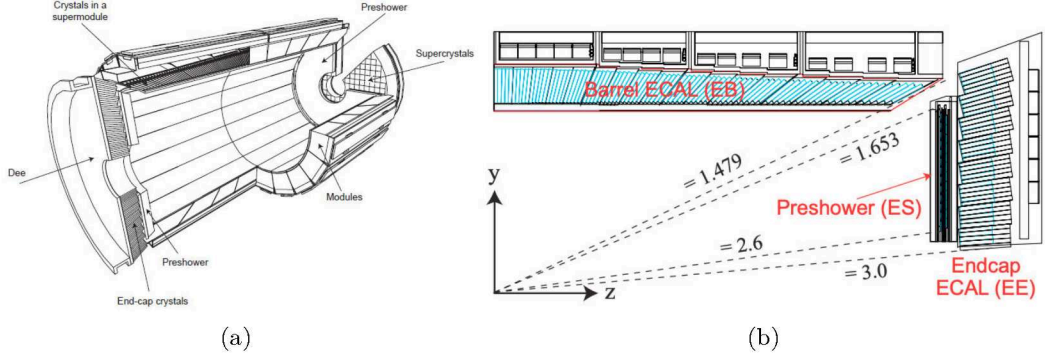 Crystals in a
supermodule
Preshower
Supercrystals
Dee
Modules
Preshower
End-cap crystals
(a)
Barrel ECAL (EB)
y
= 1.479
= 1.653
Preshower (ES)
= 2.6
= 3.0
z
Endcap
ECAL (EE)
(b)